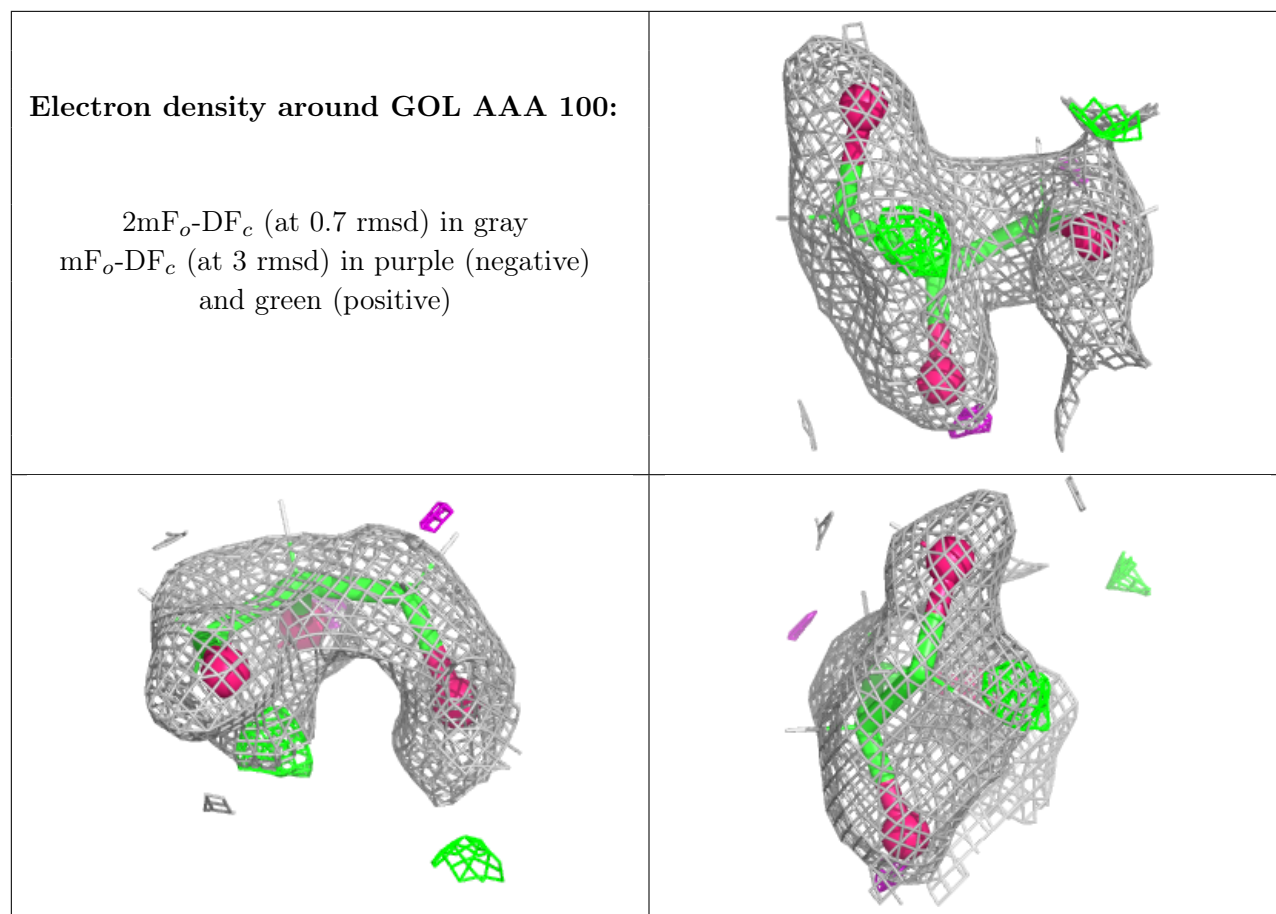 Electron density around GOL AAA 100:
2mFo-DFc (at 0.7 rmsd) in gray
mFo-DFc (at 3 rmsd) in purple (negative)
and green (positive)